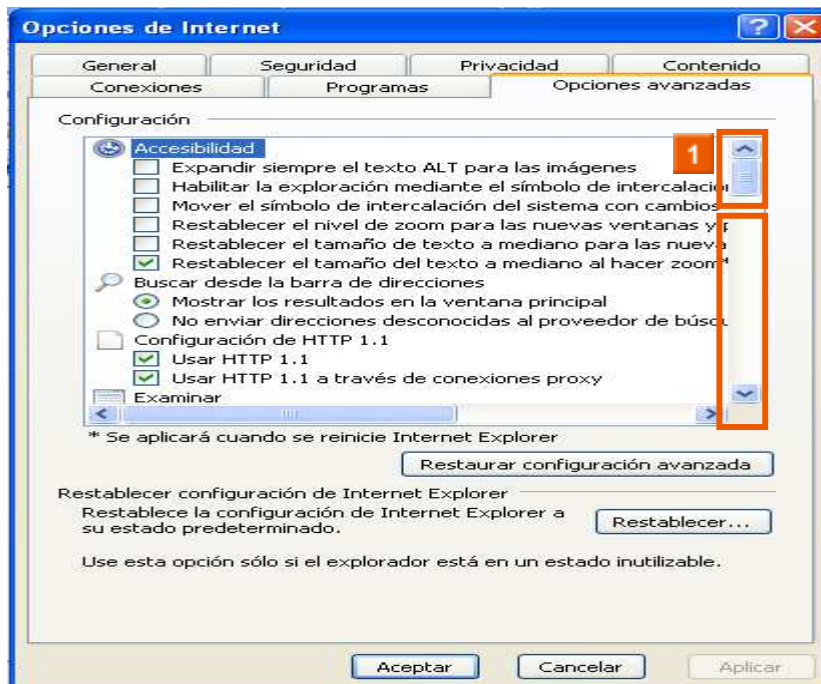 Opciones de Internet
General Seguridad Privacidad Contenido
Conexiones Programas Opciones avanzadas
Configuración
1
Accesibilidad
Expandir siempre el texto ALT para las imágenes
Habilitar la exploración mediante el símbolo de intercalació
Mover el símbolo de intercalación del sistema con cambios
Restablecer el nivel de zoom para las nuevas ventanas y p
Restablecer el tamaño de texto a mediano para las nueva
Restablecer el tamaño del texto a mediano al hacer zoom*
Buscar desde la barra de direcciones
Mostrar los resultados en la ventana principal
No enviar direcciones desconocidas al proveedor de búsqu
Configuración de HTTP 1.1
Usar HTTP 1.1
Usar HTTP 1.1 a través de conexiones proxy
Examinar
* Se aplicará cuando se reinicie Internet Explorer
Restaurar configuración avanzada
Restablecer configuración de Internet Explorer
Restablece la configuración de Internet Explorer a
su estado predeterminado.
Restablecer...
Use esta opción sólo si el explorador está en un estado inutilizable.
Aceptar Cancelar Aplicar